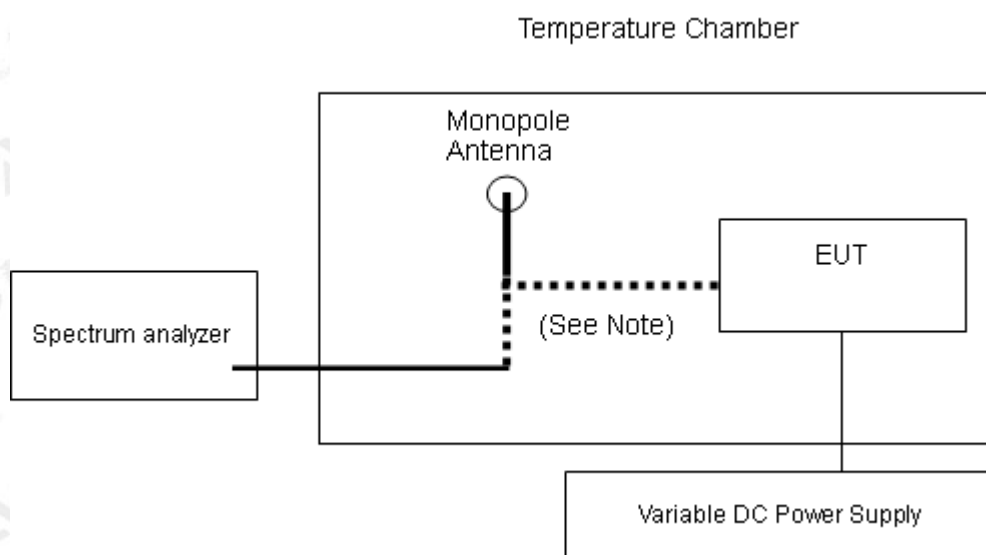 Temperature Chamber
Monopole
Antenna
EUT
(See Note)
Spectrum analyzer
Variable DC Power Supply